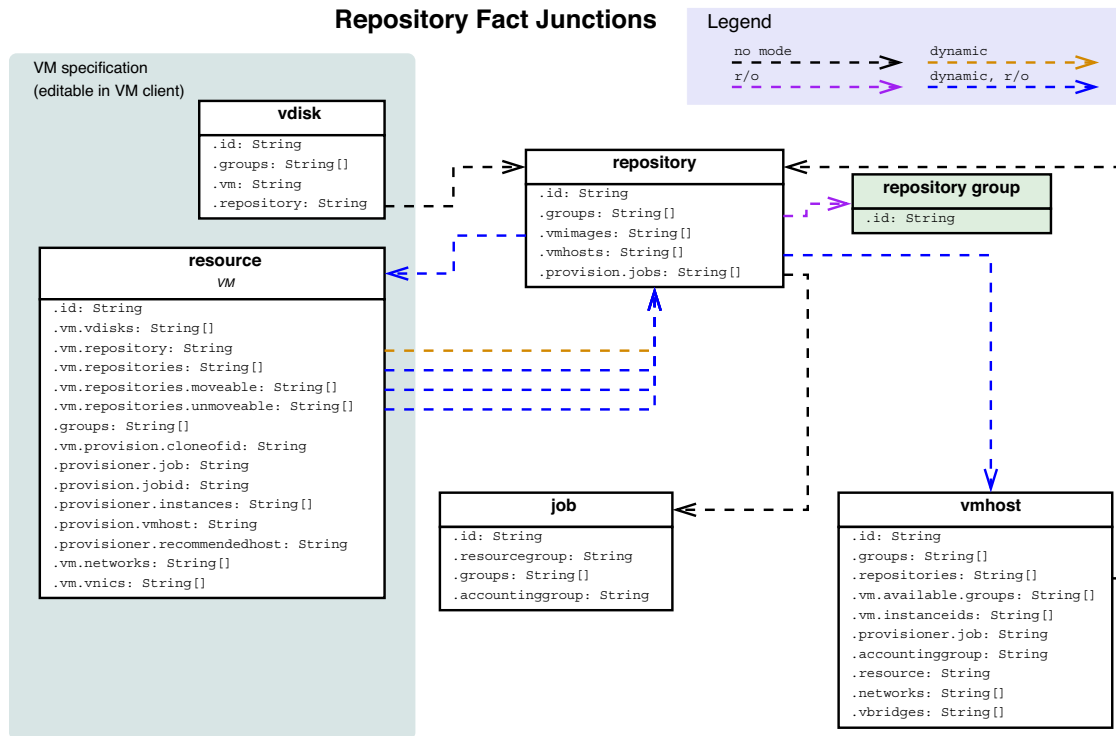 Repository Fact Junctions
Legend
no mode
dynamic
r/o
dynamic, r/o
VM specification
(editable in VM client)
vdisk
.id: String
.groups: String[]
.vm: String
.repository: String
repository
.id: String
.groups: String[]
.vmimages: String[]
.vmhosts: String[]
.provision.jobs: String[]
repository group
.id: String
resource
VM
.id: String
.vm.vdisks: String[]
.vm.repository: String
.vm.repositories: String[]
.vm.repositories.moveable: String[]
.vm.repositories.unmoveable: String[]
.groups: String[]
.vm.provision.cloneofid: String
.provisioner.job: String
.provision.jobid: String
.provisioner.instances: String[]
.provision.vmhost: String
.provisioner.recommendedhost: String
.vm.networks: String[]
.vm.vnics: String[]
job
.id: String
.resourcegroup: String
.groups: String[]
.accountinggroup: String
vmhost
.id: String
.groups: String[]
.repositories: String[]
.vm.available.groups: String[]
.vm.instanceids: String[]
.provisioner.job: String
.accountinggroup: String
.resource: String
.networks: String[]
.vbridges: String[]